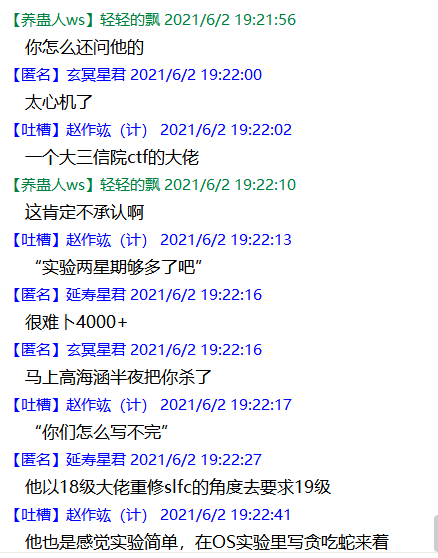 【养蛊人ws】轻轻的飘 2021/6/2 19:21:56
你怎么还问他的
【匿名】玄冥星君 2021/6/2 19:22:00
太心机了
【吐槽】赵作竑（计） 2021/6/2 19:22:02
一个大三信院ctf的大佬
【养蛊人ws】轻轻的飘 2021/6/2 19:22:10
这肯定不承认啊
【吐槽】赵作竑（计） 2021/6/2 19:22:13
“实验两星期够多了吧”
【匿名】延寿星君 2021/6/2 19:22:16
很难卜4000+
【匿名】玄冥星君 2021/6/2 19:22:16
马上高海涵半夜把你杀了
【吐槽】赵作竑（计） 2021/6/2 19:22:17
“你们怎么写不完”
【匿名】延寿星君 2021/6/2 19:22:27
他以18级大佬重修slfc的角度去要求19级
【吐槽】赵作竑（计） 2021/6/2 19:22:41
他也是感觉实验简单，在OS实验里写贪吃蛇来着